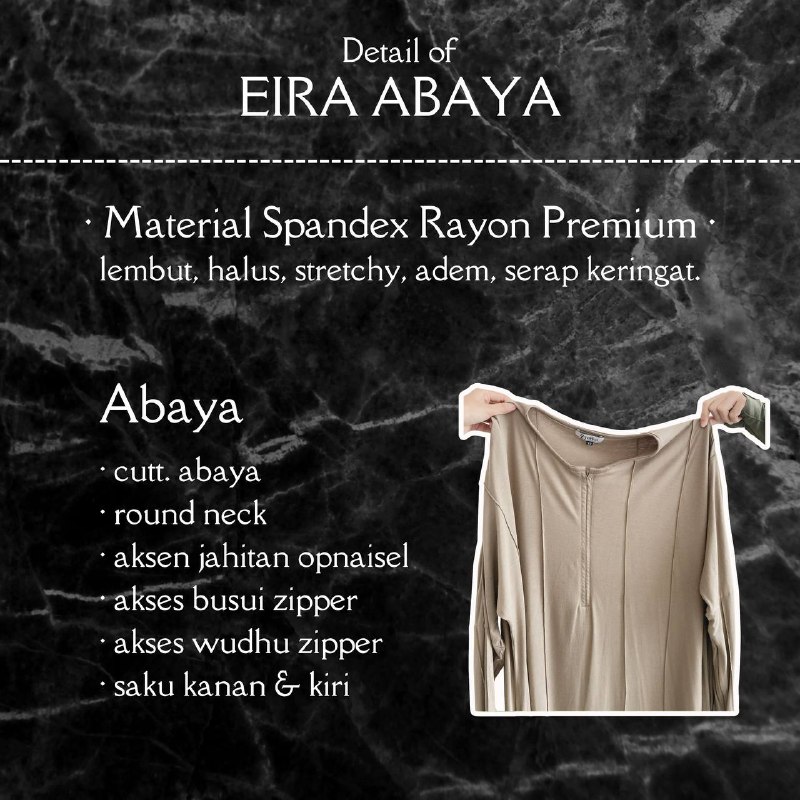 Detail of
EIRA ABAYA
· Material Spandex Rayon Premium ·
lembut, halus, stretchy, adem, serap keringat.
Abaya
· cutt. abaya
· round neck
· aksen jahitan opnaisel
· akses busui zipper
· akses wudhu zipper
· saku kanan & kiri